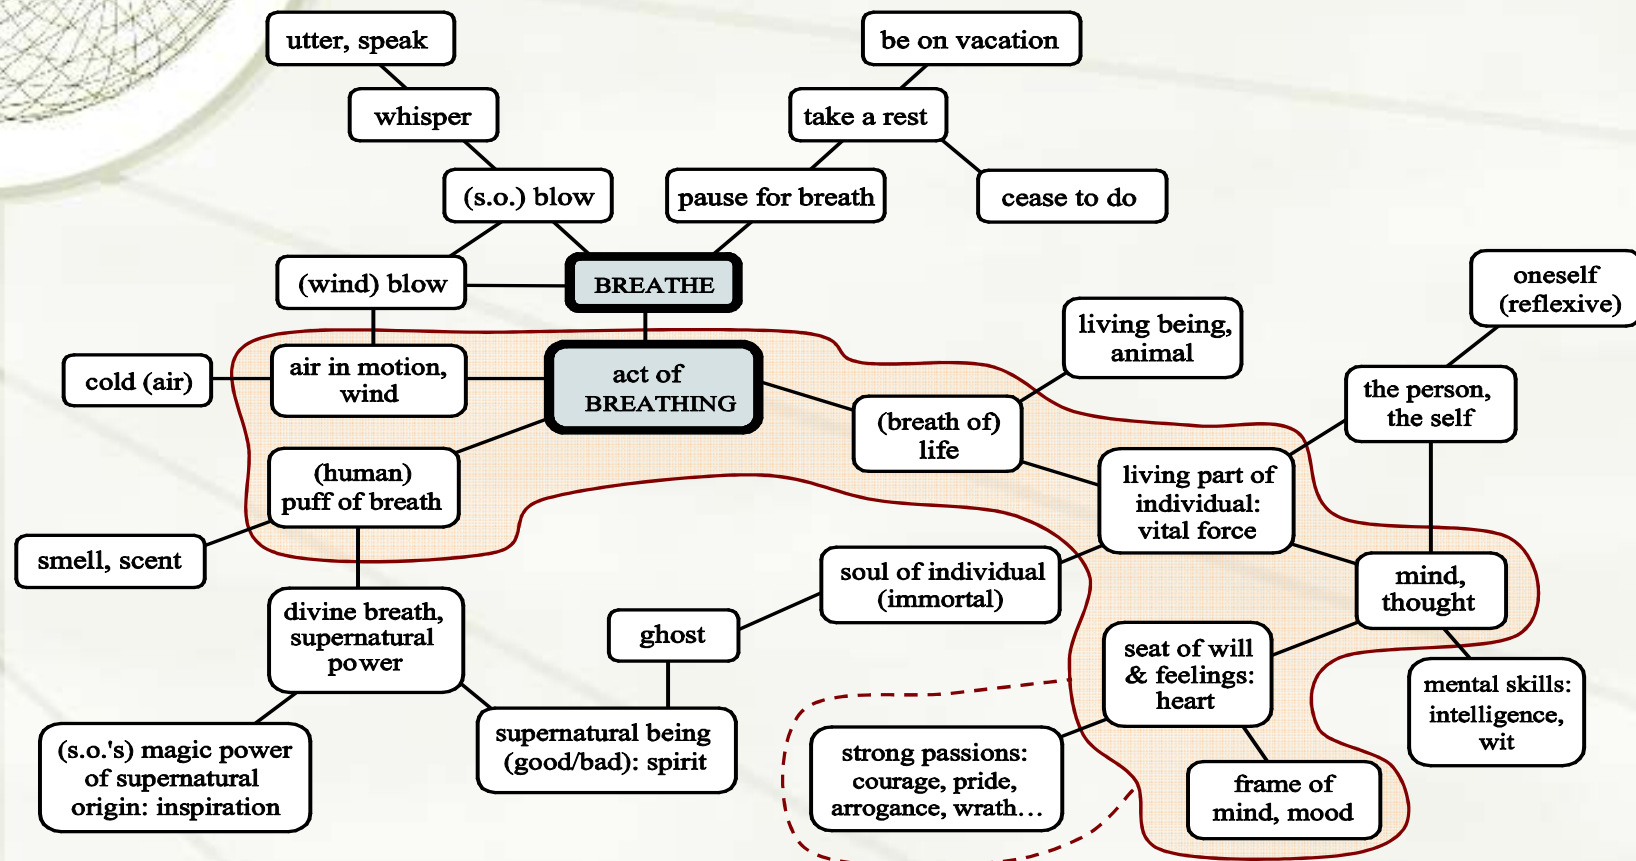 utter, speak
be on vacation
whisper
take a rest
(s.o.) blow
pause for breath
cease to do
(wind) blow
BREATHE
oneself
(reflexive)
living being,
animal
cold (air)
air in motion,
wind
act of
BREATHING
the person,
the self
(breath of)
life
(human)
puff of breath
living part of
individual:
vital force
smell, scent
soul of individual
(immortal)
mind,
thought
divine breath,
supernatural
power
ghost
seat of will
& feelings:
heart
mental skills:
intelligence,
wit
(s.o.'s) magic power
of supernatural
origin: inspiration
supernatural being
(good/bad): spirit
strong passions:
courage, pride,
arrogance, wrath…
frame of
mind, mood